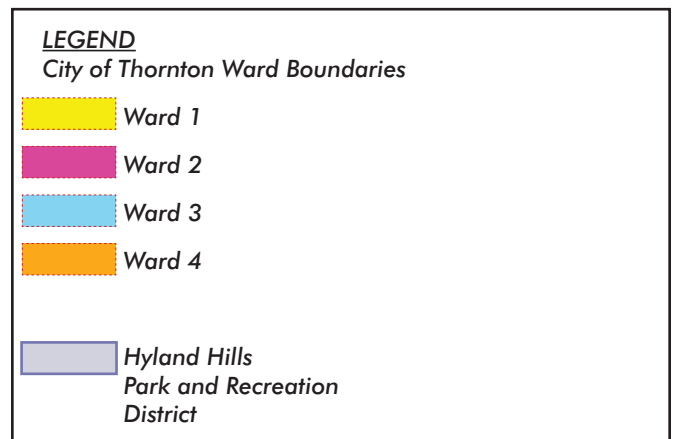 LEGEND
City of Thornton Ward Boundaries
Ward 1
Ward 2
Ward 3
Ward 4
Hyland Hills
Park and Recreation
District